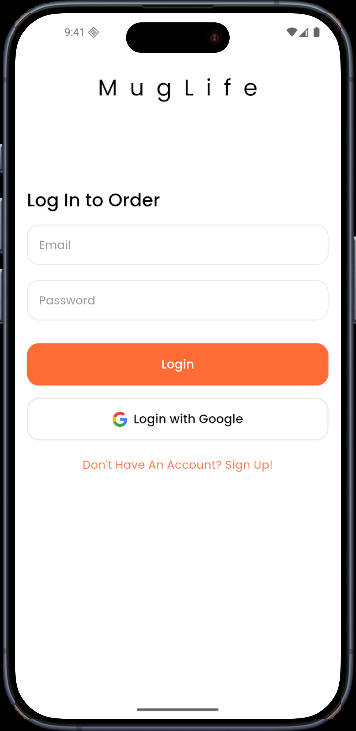 9:41
MugLife
Log In to Order
Email
Password
Login
Login with Google
Don't Have An Account? Sign Up!